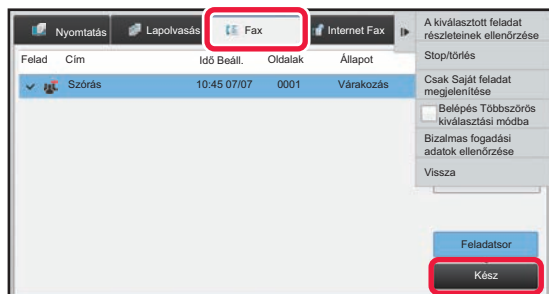 Nyomtatás Lapolvasás Fax Internet Fax
A kiválasztott feladat
részleteinek ellenőrzése
Stop/törlés
Csak Saját feladat
megjelenítése
Belépés Többszörös
kiválasztási módba
Bizalmas fogadási
adatok ellenőrzése
Vissza
Felad Cím Idő Beáll. Oldalak Állapot
Szórás 10:45 07/07 0001 Várakozás
Feladatsor
Kész